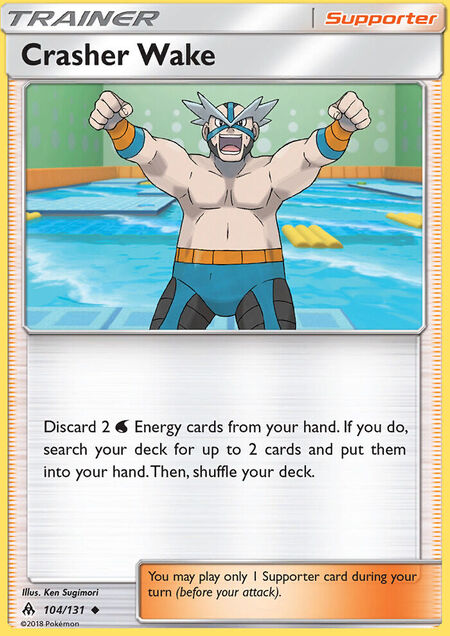 TRAINER Supporter
Crasher Wake
Discard 2 Energy cards from your hand. If you do,
search your deck for up to 2 cards and put them
into your hand. Then, shuffle your deck.
Illus. Ken Sugimori
104/131
©2018 Pokémon
You may play only 1 Supporter card during your
turn (before your attack).